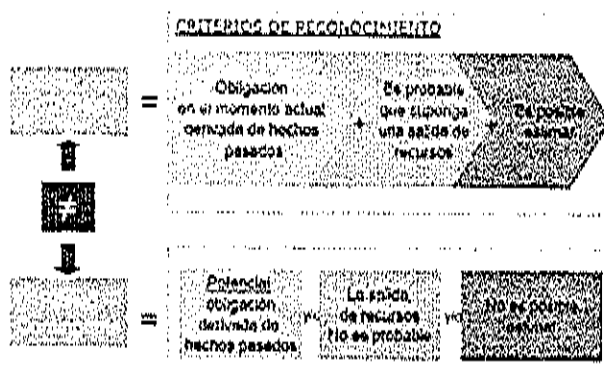 CRITERIOS DE RECONOCIMIENTO
Obligación
en el momento actual
derivada de hechos
pasados
+
Es probable
que suponga
una salida de
recursos
+
Es posible
estimar
=
≠
=
Potencial
obligación
derivada de
hechos pasados
y/o
La salida
de recursos
No es probable
y/o
No es posible
estimar